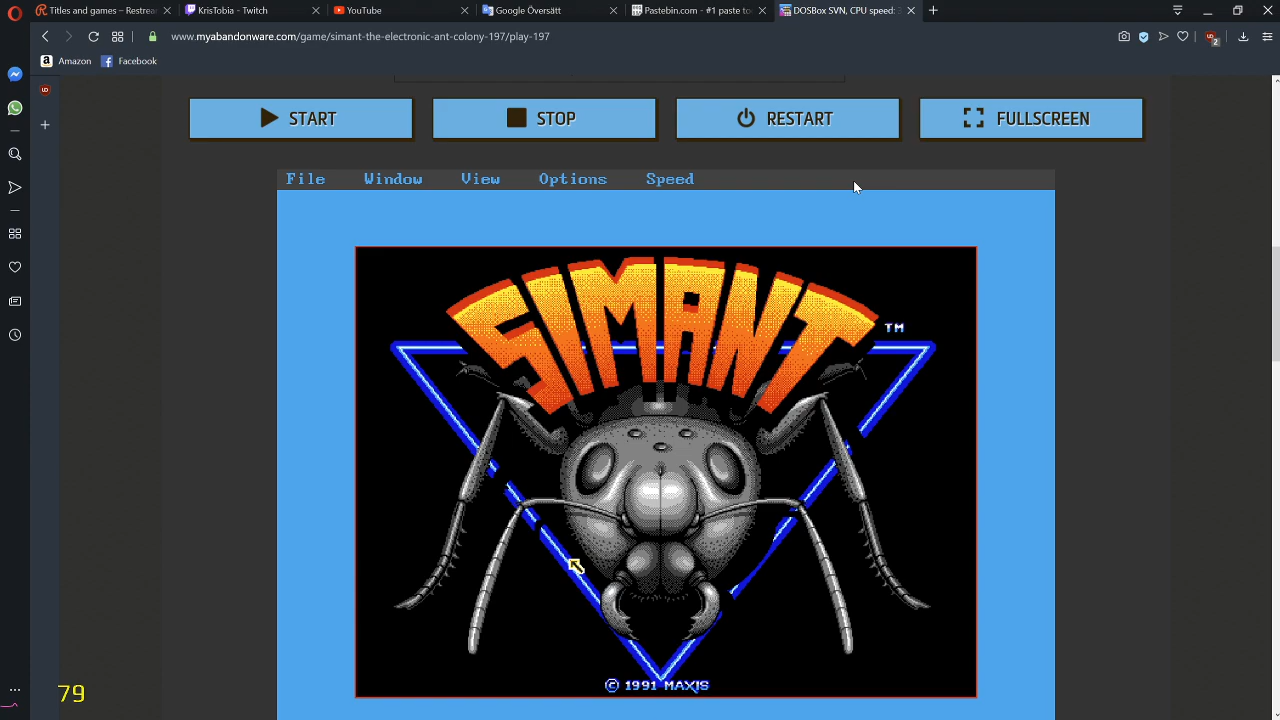 Titles and games – Restrea
KrisTobia - Twitch
YouTube
Google Översätt
Pastebin.com - #1 paste to
DOSBox SVN, CPU speed: 3
www.myabandonware.com/game/simant-the-electronic-ant-colony-197/play-197
2
Amazon
Facebook
START
STOP
RESTART
FULLSCREEN
File Window View Options Speed
SIMANT
TM
© 1991 MAXIS
79